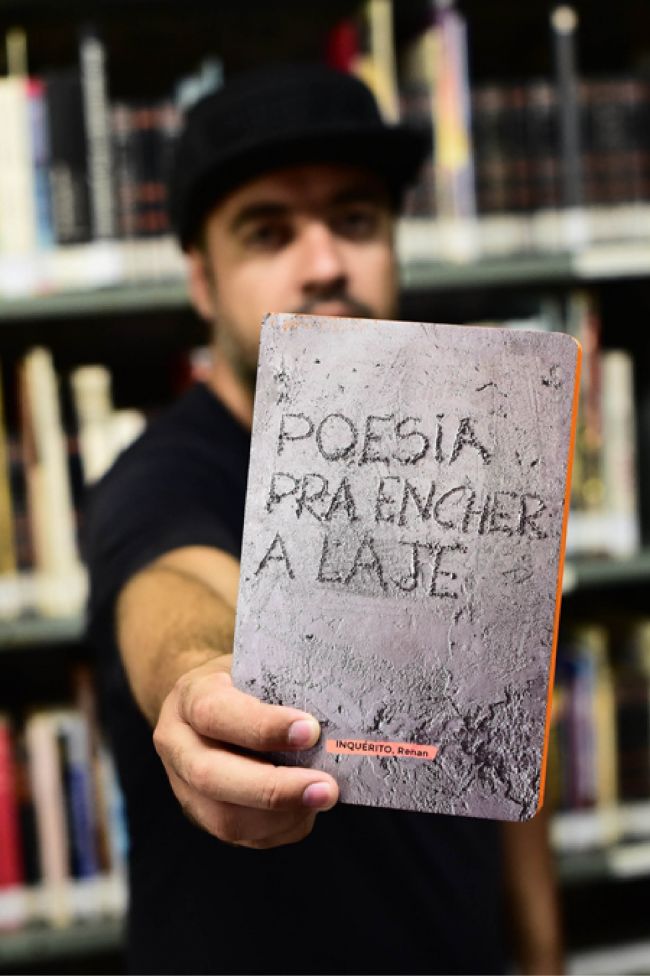 POESIA
PRA ENCHER
A LAJE
INQUÉRITO, Renan